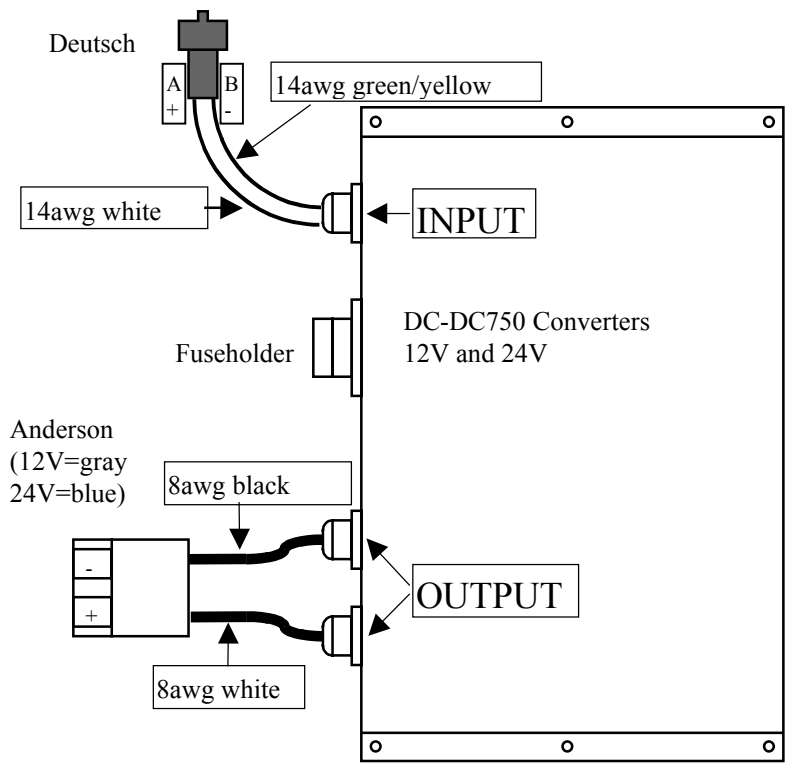 Deutsch
A
+
B
-
14awg green/yellow
14awg white
INPUT
DC-DC750 Converters
12V and 24V
Fuseholder
Anderson
(12V=gray
24V=blue)
8awg black
-
+
OUTPUT
8awg white